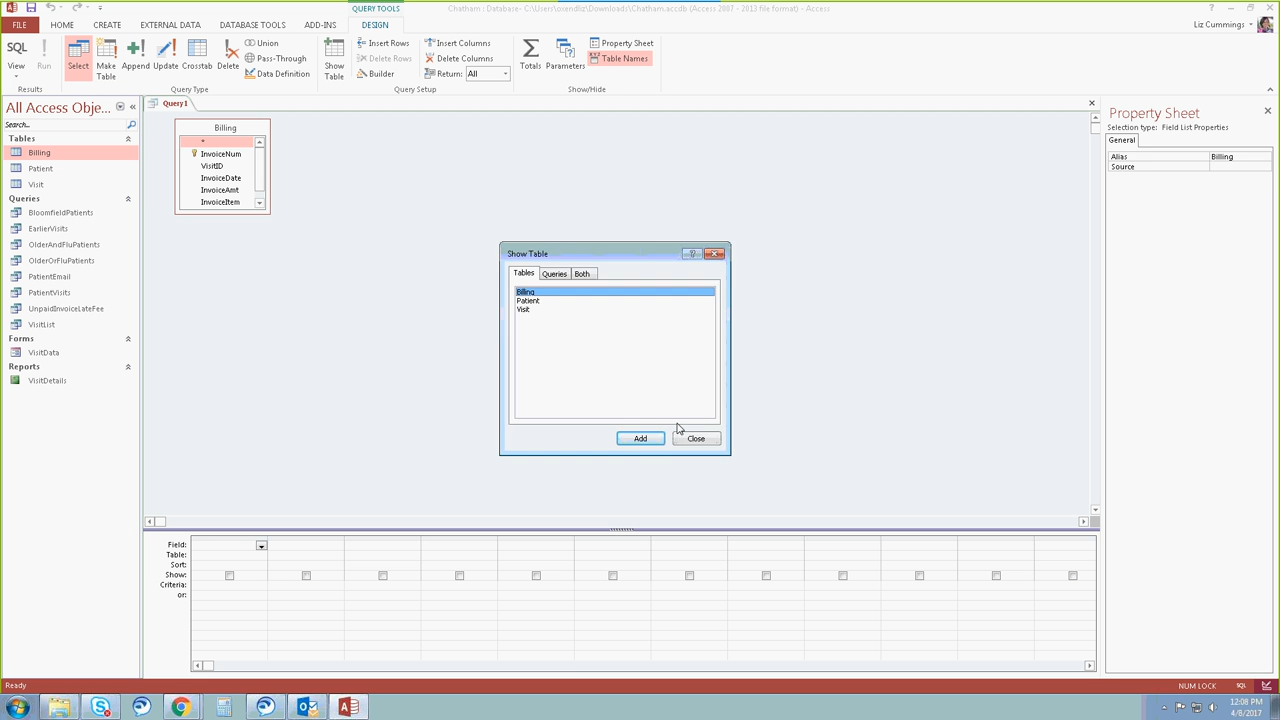 QUERY TOOLS
Chatham : Database- C:\Users\oxendliz\Downloads\Chatham.accdb (Access 2007 - 2013 file format) - Access
FILE HOME CREATE EXTERNAL DATA DATABASE TOOLS ADD-INS DESIGN Liz Cummings
SQL
View Run
Results
Select Make Table Append Update Crosstab Delete
Union
Pass-Through
Data Definition
Query Type
Show Table
Insert Rows
Delete Rows
Builder
Insert Columns
Delete Columns
Return: All
Query Setup
Totals Parameters
Property Sheet
Table Names
Show/Hide
All Access Obje...
Search...
Tables
Billing
Patient
Visit
Queries
BloomfieldPatients
EarlierVisits
OlderAndFluPatients
OlderOrFluPatients
PatientEmail
PatientVisits
UnpaidInvoiceLateFee
VisitList
Forms
VisitData
Reports
VisitDetails
Query1
Billing
*
InvoiceNum
VisitID
InvoiceDate
InvoiceAmt
InvoiceItem
Show Table
Tables Queries Both
Billing
Patient
Visit
Add Close
Property Sheet
Selection type: Field List Properties
General
Alias Billing
Source
Field:
Table:
Sort:
Show:
Criteria:
or:
Ready NUM LOCK SQL
12:08 PM
4/8/2017